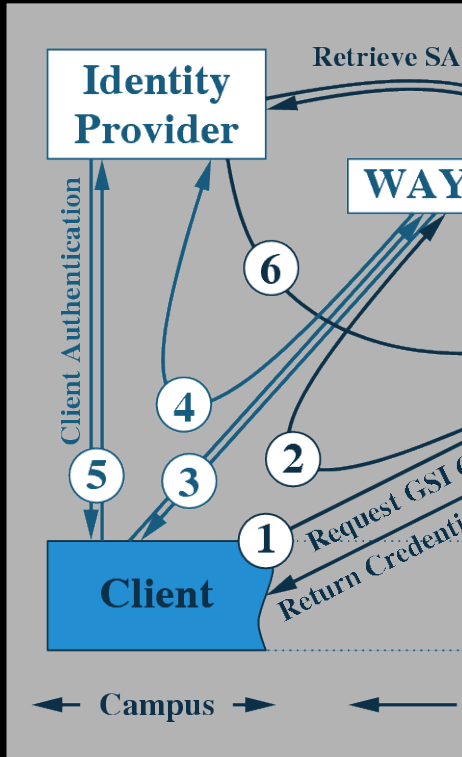 Retrieve SA
Identity
Provider
WAY
Client Authentication
6
4
2
3
5
1
Request GSI
Return Credenti
Client
Campus